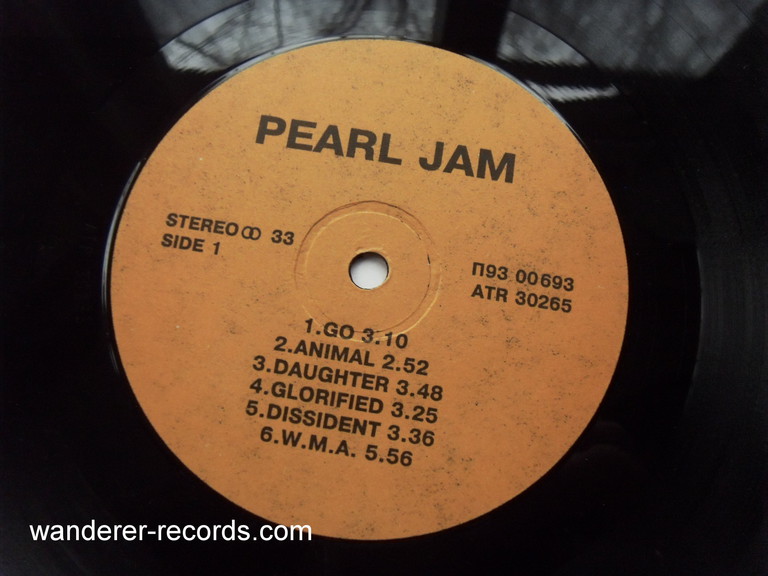 PEARL JAM
STEREO ꝏ 33
SIDE 1
П93 00693
ATR 30265
1.GO 3.10
2.ANIMAL 2.52
3.DAUGHTER 3.48
4.GLORIFIED 3.25
5.DISSIDENT 3.36
6.W.M.A. 5.56
wanderer-records.com